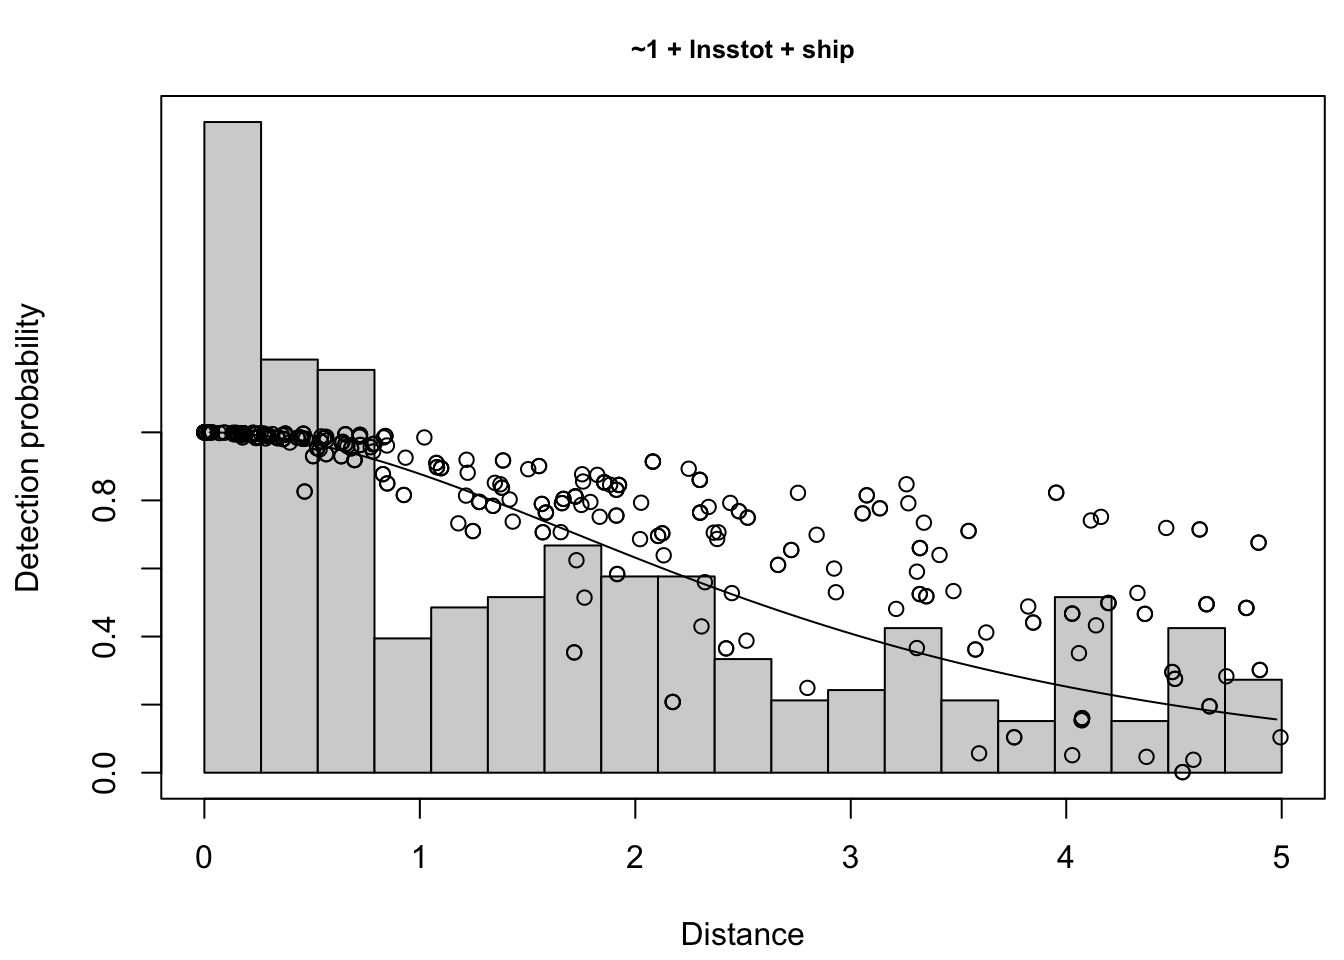 ~1 + lnsstot + ship
Detection probability
0.8
0.4
0.0
0 1 2 3 4 5
Distance